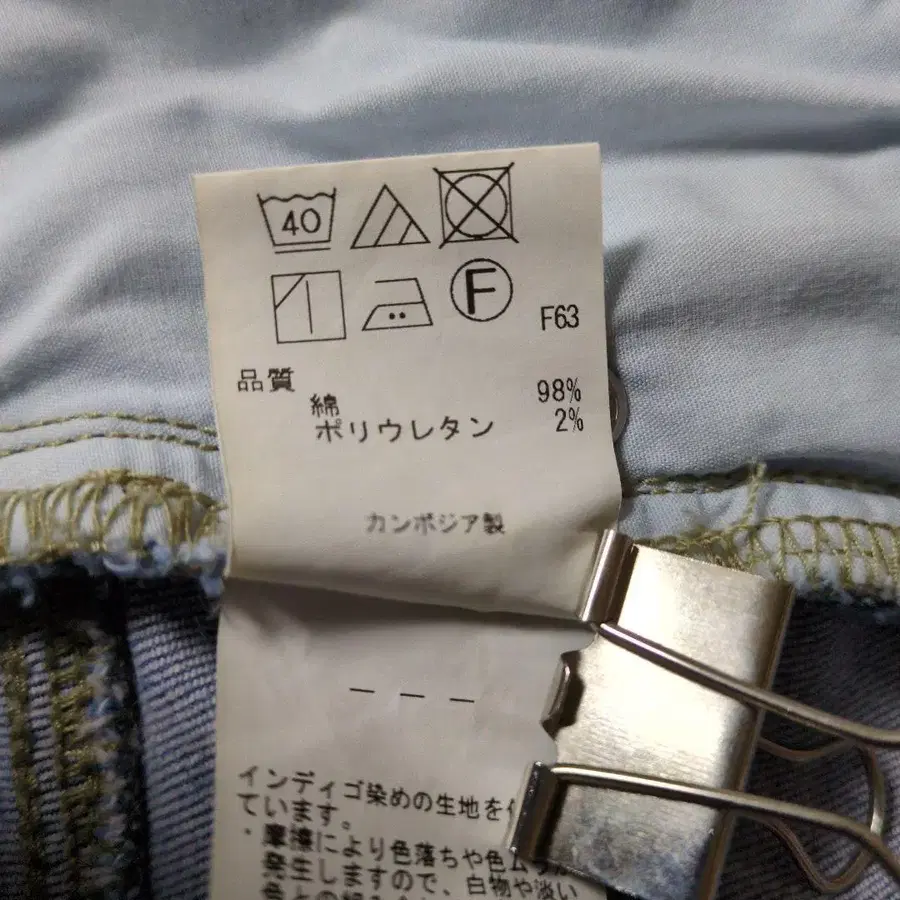 40
F
F63
品質
綿 98%
ポリウレタン 2%
カンボジア製
— — —
インディゴ染めの生地を
ています。
・摩擦により色落ちや色ム
発生しますので、白物や淡い